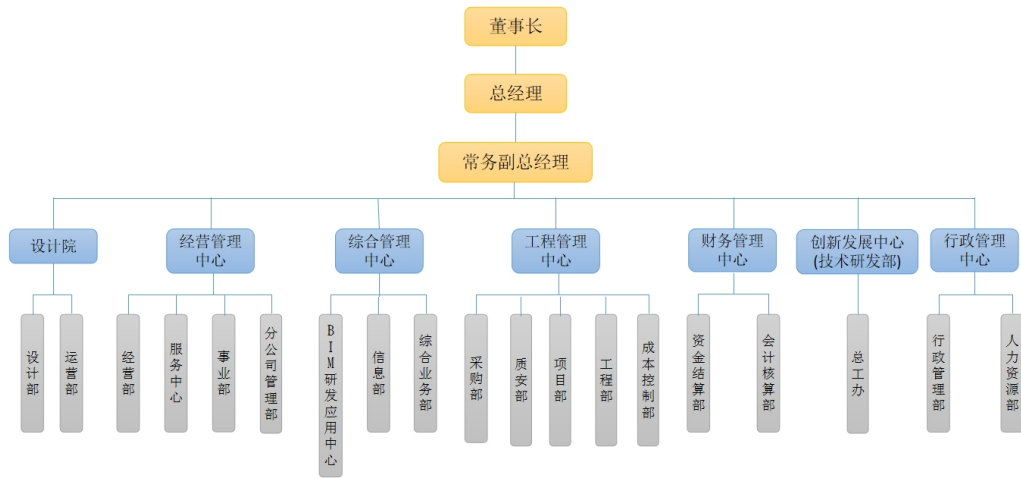 董事长
总经理
常务副总经理
设计院
经营管理
中心
综合管理
中心
工程管理
中心
财务管理
中心
创新发展中心
(技术研发部)
行政管理
中心
设计部
运营部
经营部
服务中心
事业部
分公司管理部
BIM研发应用中心
信息部
综合业务部
采购部
质安部
项目部
工程部
成本控制部
资金结算部
会计核算部
总工办
行政管理部
人力资源部